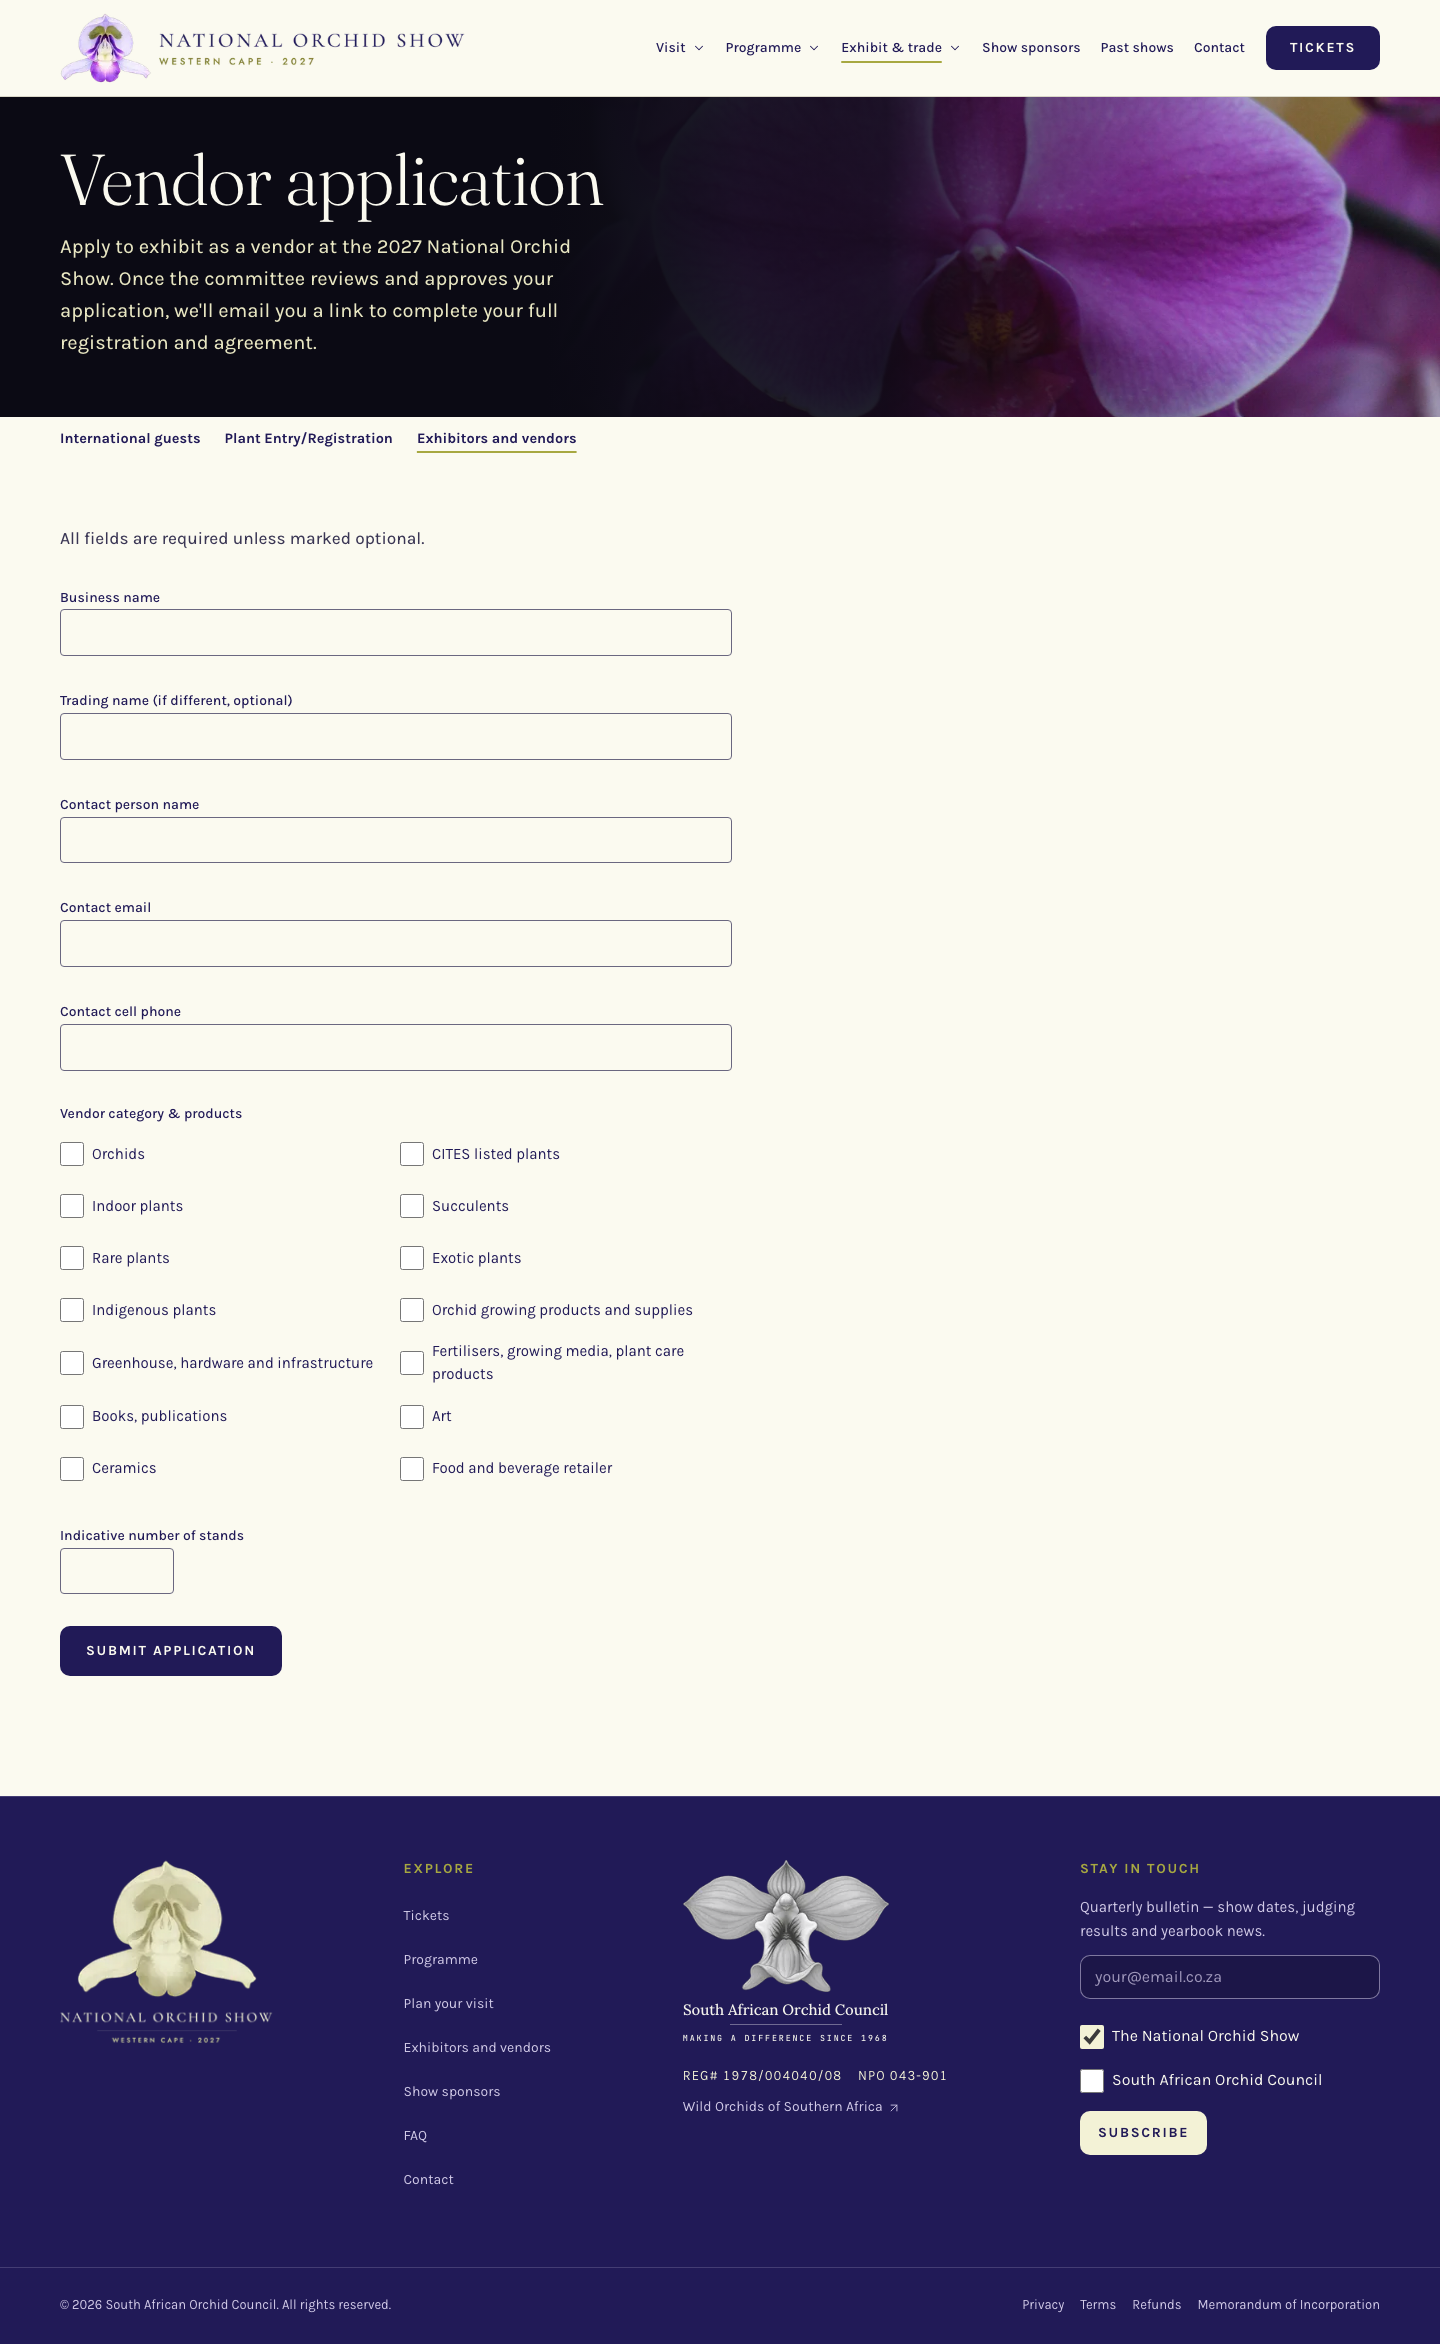 NATIONAL ORCHID SHOW
WESTERN CAPE · 2027
Visit
Programme
Exhibit & trade
Show sponsors
Past shows
Contact
TICKETS
Vendor application
Apply to exhibit as a vendor at the 2027 National Orchid
Show. Once the committee reviews and approves your
application, we'll email you a link to complete your full
registration and agreement.
International guests
Plant Entry/Registration
Exhibitors and vendors
All fields are required unless marked optional.
Business name
Trading name (if different, optional)
Contact person name
Contact email
Contact cell phone
Vendor category & products
Orchids
CITES listed plants
Indoor plants
Succulents
Rare plants
Exotic plants
Indigenous plants
Orchid growing products and supplies
Greenhouse, hardware and infrastructure
Fertilisers, growing media, plant care
products
Books, publications
Art
Ceramics
Food and beverage retailer
Indicative number of stands
SUBMIT APPLICATION
NATIONAL ORCHID SHOW
WESTERN CAPE · 2027
EXPLORE
Tickets
Programme
Plan your visit
Exhibitors and vendors
Show sponsors
FAQ
Contact
South African Orchid Council
MAKING A DIFFERENCE SINCE 1968
REG# 1978/004040/08 NPO 043-901
Wild Orchids of Southern Africa ↗
STAY IN TOUCH
Quarterly bulletin — show dates, judging
results and yearbook news.
your@email.co.za
The National Orchid Show
South African Orchid Council
SUBSCRIBE
© 2026 South African Orchid Council. All rights reserved.
Privacy
Terms
Refunds
Memorandum of Incorporation